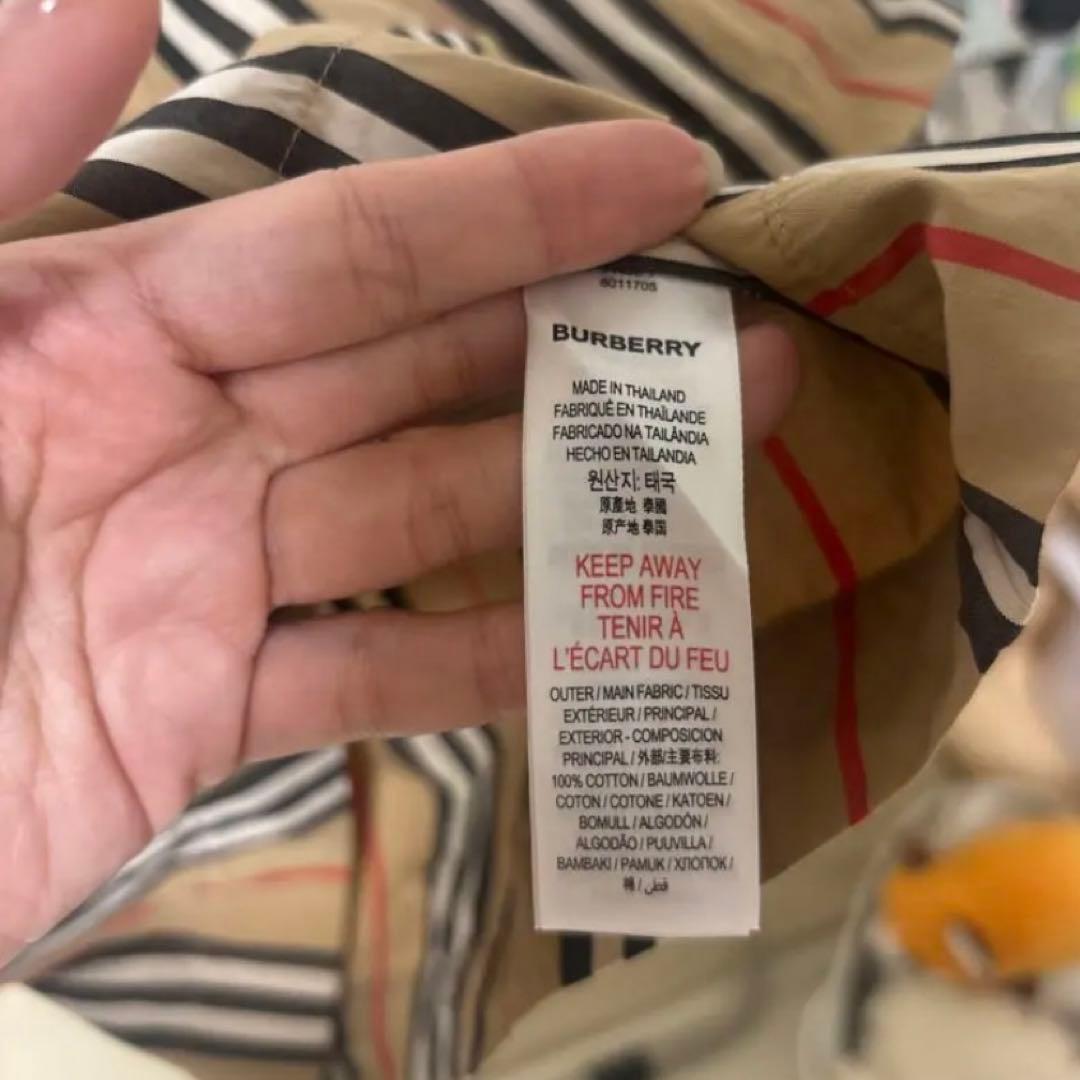 8011705
BURBERRY
MADE IN THAILAND
FABRIQUÉ EN THAÏLANDE
FABRICADO NA TAILÂNDIA
HECHO EN TAILANDIA
원산지: 태국
原產地 泰國
原产地 泰国
KEEP AWAY
FROM FIRE
TENIR À
L'ÉCART DU FEU
OUTER / MAIN FABRIC / TISSU
EXTÉRIEUR / PRINCIPAL /
EXTERIOR - COMPOSICION
PRINCIPAL / 外部/主要布料:
100% COTTON / BAUMWOLLE /
COTON / COTONE / KATOEN /
BOMULL / ALGODÓN /
ALGODÃO / PUUVILLA /
BAMBAKI / PAMUK / ХЛОПОК /
棉 / قطن